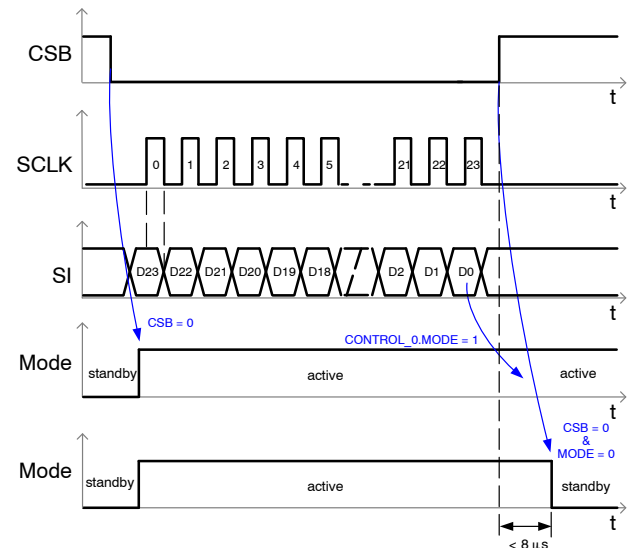 CSB
t
SCLK
0 1 2 3 4 5 21 22 23
t
SI
D23 D22 D21 D20 D19 D18 D2 D1 D0
t
CSB = 0
CONTROL_0.MODE = 1
Mode
standby active active
t
CSB = 0
&
MODE = 0
Mode
standby active standby
t
< 8 us